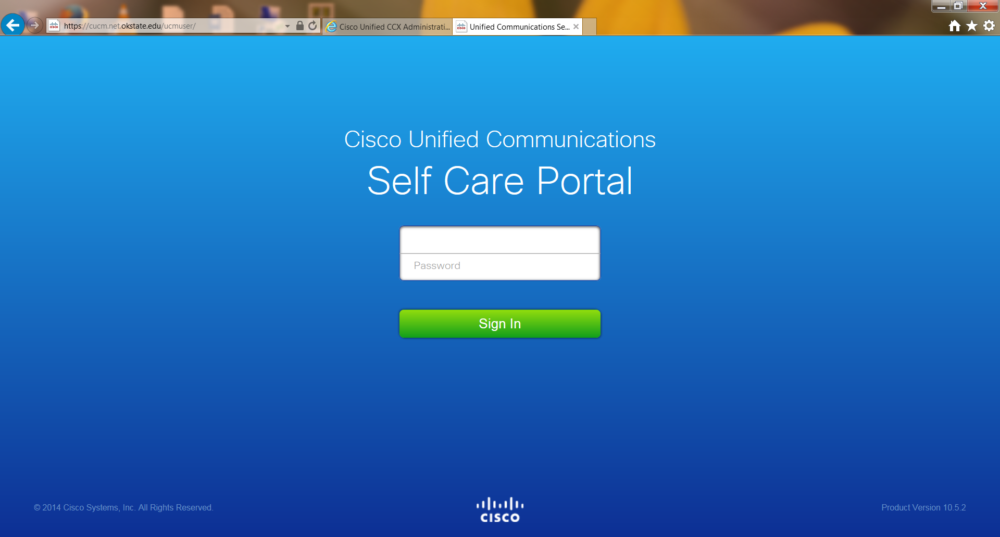 https://cucm.net.okstate.edu/ucmuser/
Cisco Unified CCX Administrati...
Unified Communications Se...
Cisco Unified Communications
Self Care Portal
Password
Sign In
© 2014 Cisco Systems, Inc. All Rights Reserved.
CISCO
Product Version 10.5.2